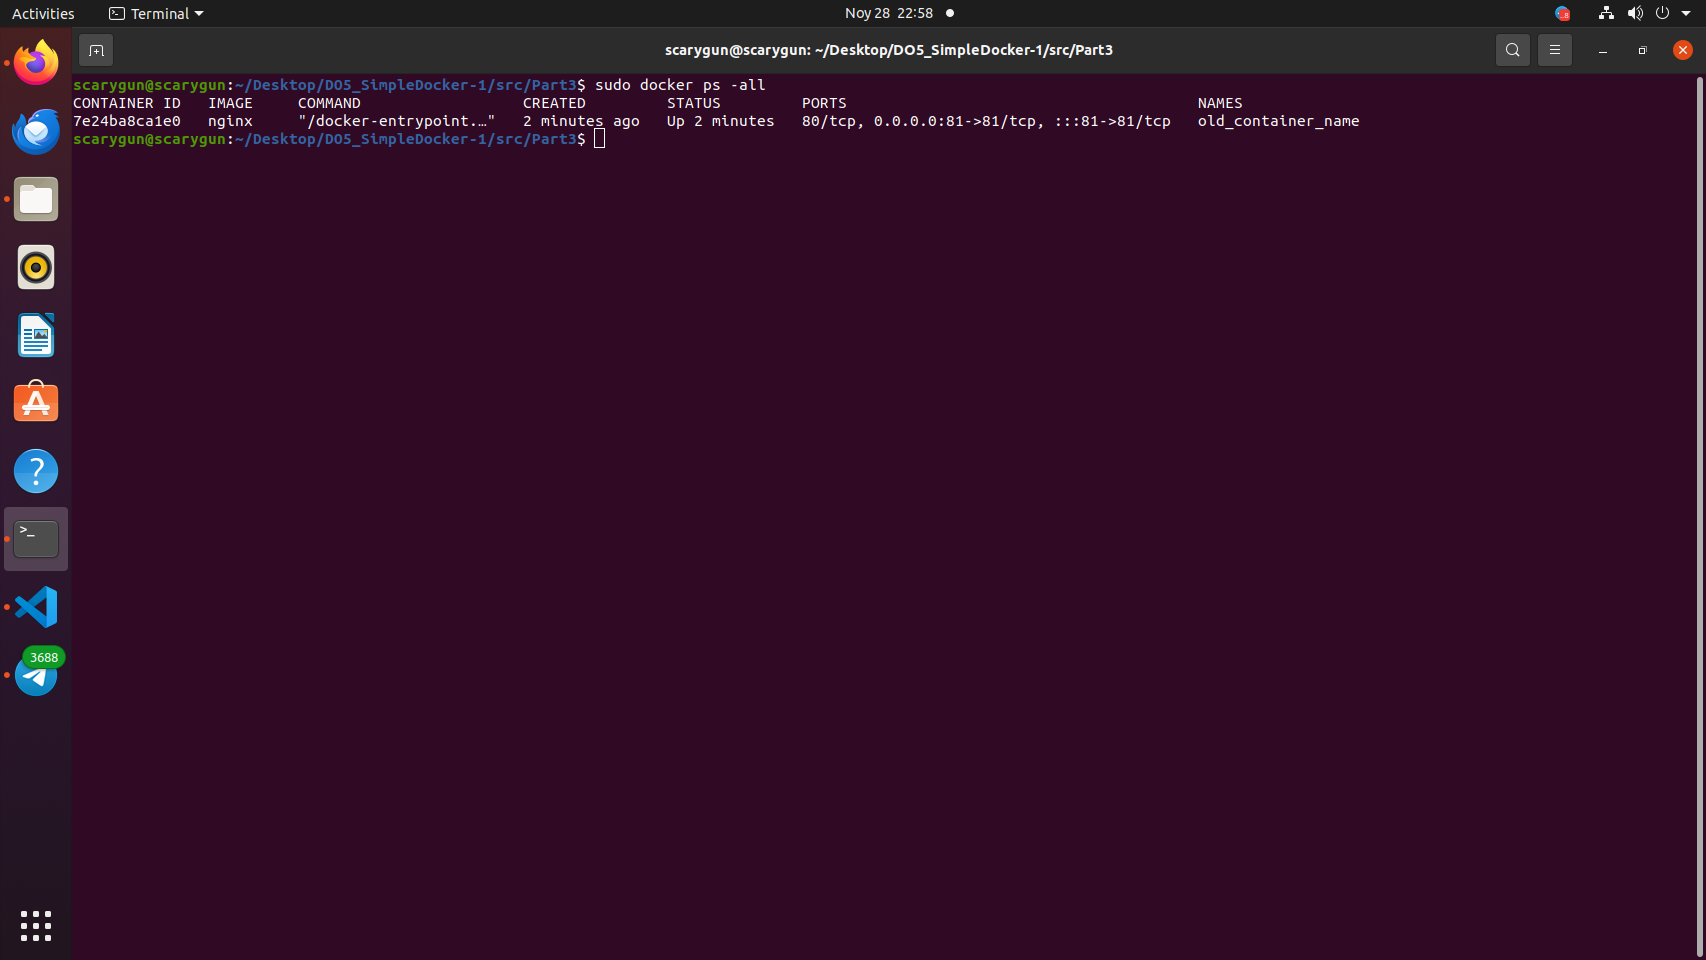 Activities
Terminal
Noy 28 22:58
scarygun@scarygun: ~/Desktop/DO5_SimpleDocker-1/src/Part3
scarygun@scarygun:~/Desktop/DO5_SimpleDocker-1/src/Part3$ sudo docker ps -all
CONTAINER ID IMAGE COMMAND CREATED STATUS PORTS NAMES
7e24ba8ca1e0 nginx "/docker-entrypoint.…" 2 minutes ago Up 2 minutes 80/tcp, 0.0.0.0:81->81/tcp, :::81->81/tcp old_container_name
scarygun@scarygun:~/Desktop/DO5_SimpleDocker-1/src/Part3$
3688